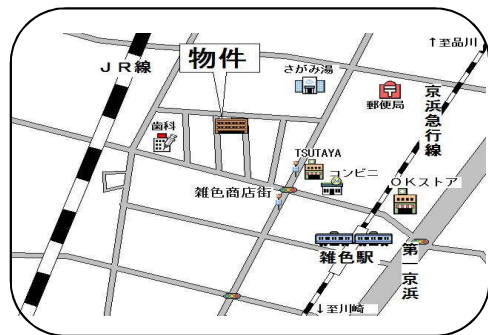 ↑至品川
JR線
物件
さがみ湯
郵便局
京浜急行線
歯科
TSUTAYA
コンビニ
OKストア
雑色商店街
雑色駅
第一京浜
↓至川崎